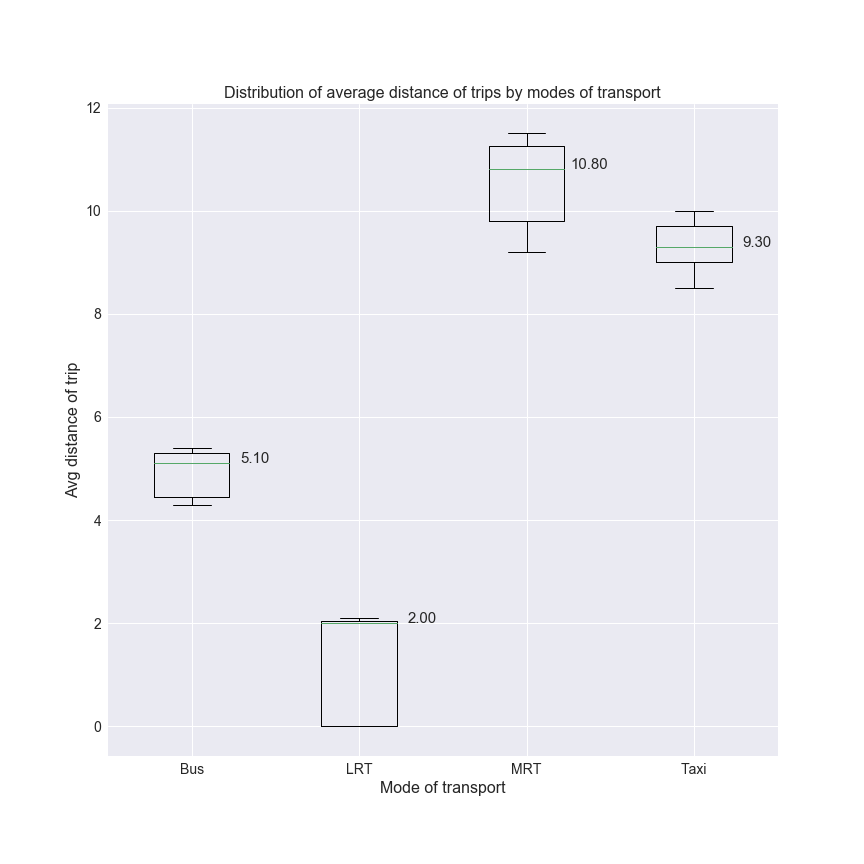 Distribution of average distance of trips by modes of transport
12
10.80
10
9.30
8
6
Avg distance of trip
5.10
4
2.00
2
0
Bus LRT MRT Taxi
Mode of transport